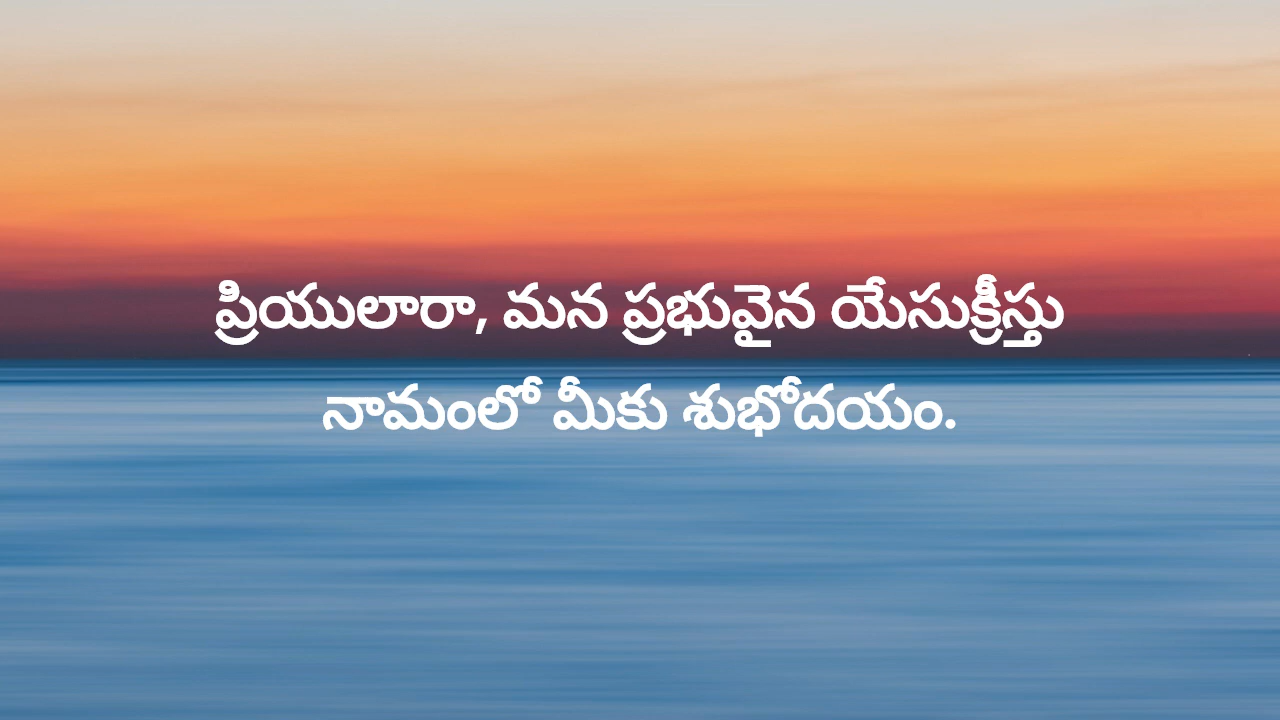 ప్రియులారా, మన ప్రభువైన యేసుక్రీస్తు
నామంలో మీకు శుభోదయం.